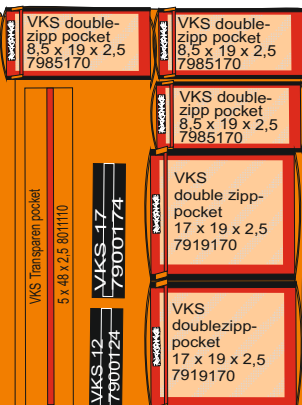 VKS double-
zipp pocket
8,5 x 19 x 2,5
7985170
VKS double-
zipp pocket
8,5 x 19 x 2,5
7985170
VKS double-
zipp pocket
8,5 x 19 x 2,5
7985170
VKS Transparen pocket
5 x 48 x 2,5 8011110
VKS 17
7900174
VKS
double zipp-
pocket
17 x 19 x 2,5
7919170
VKS 12
7900124
VKS
doublezipp-
pocket
17 x 19 x 2,5
7919170